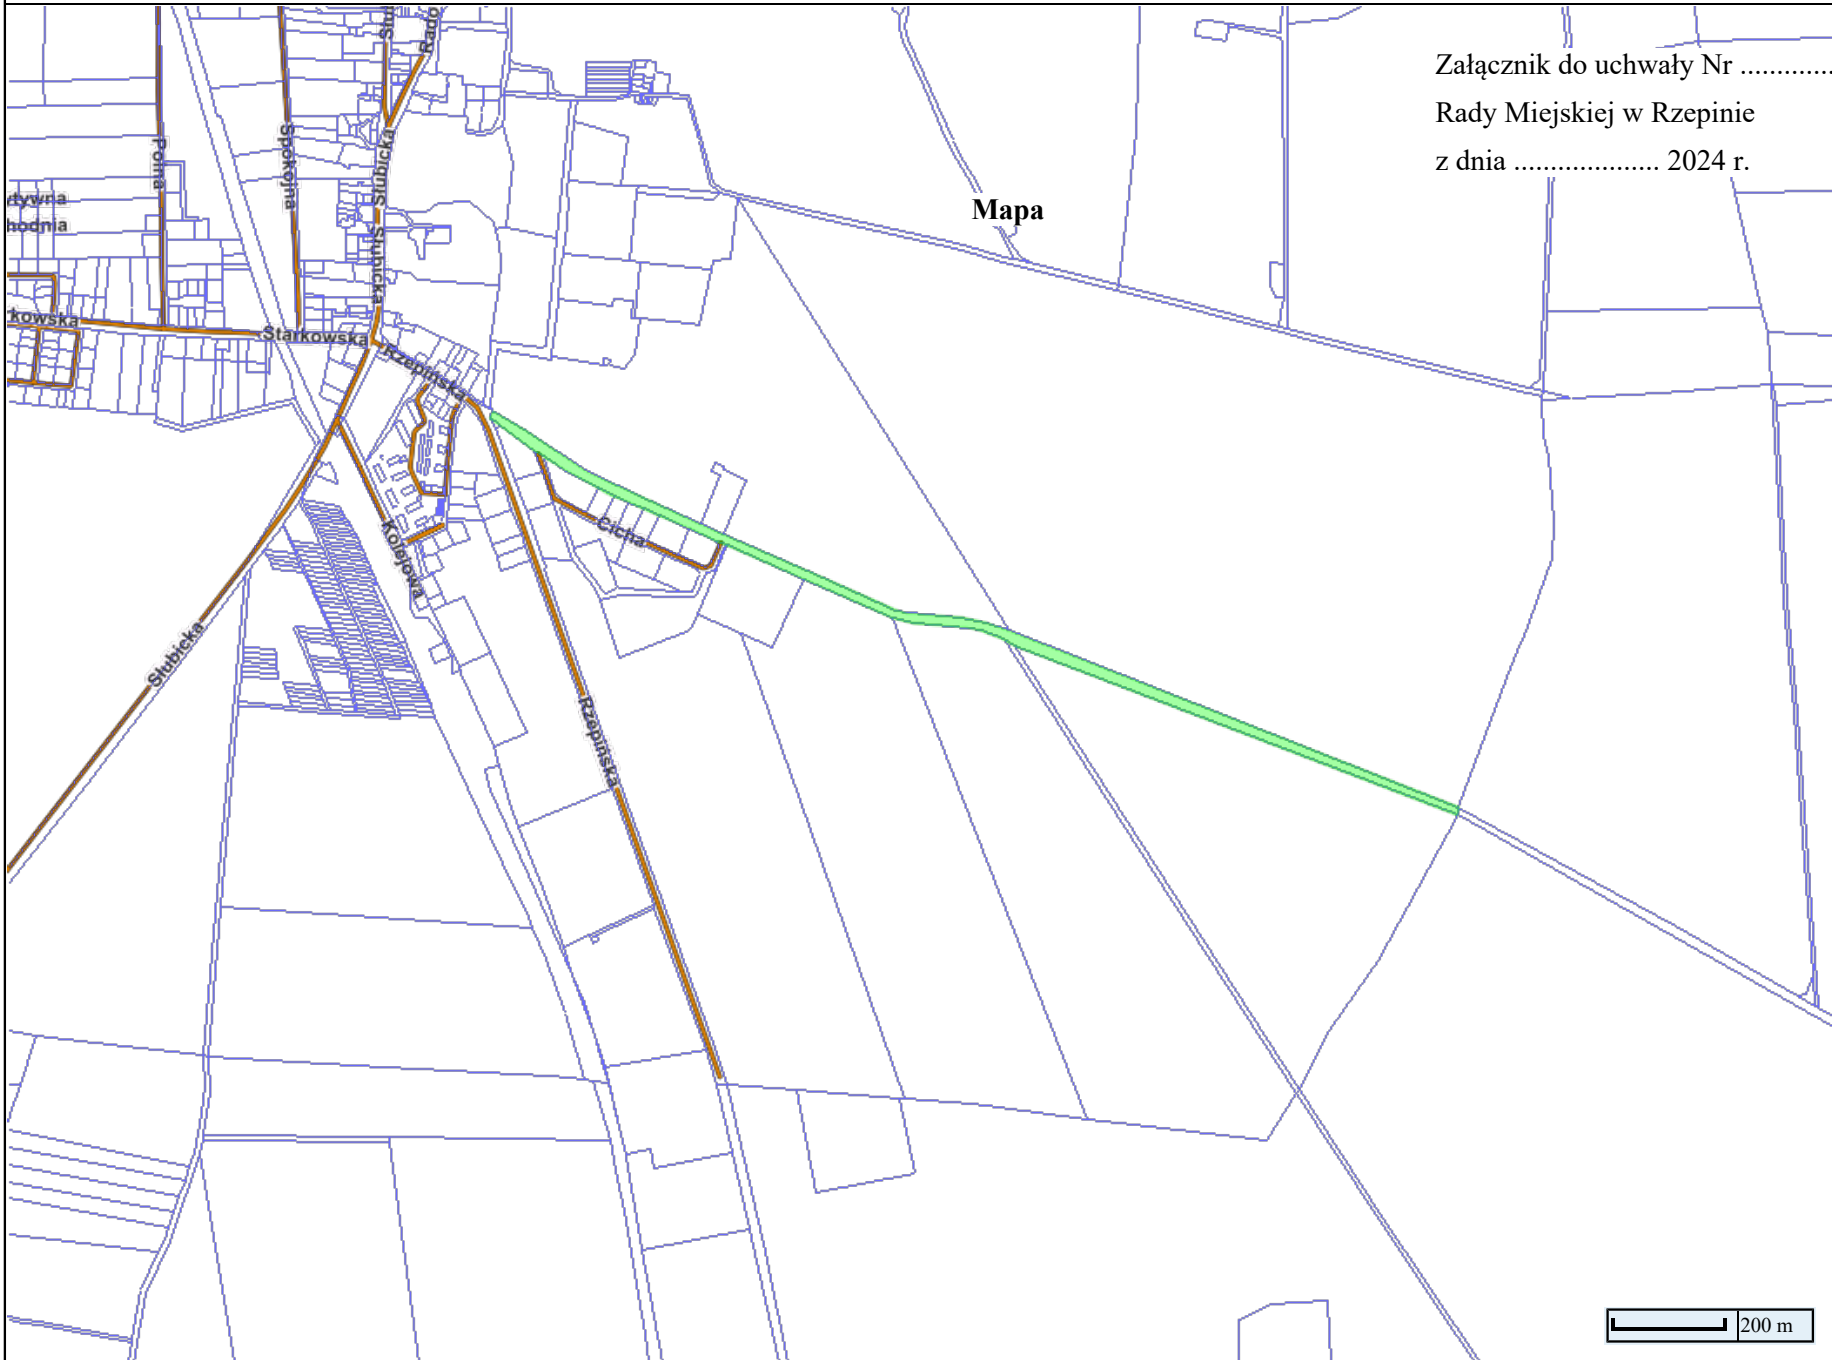 Załącznik do uchwały Nr .............
Rady Miejskiej w Rzepinie
z dnia ................... 2024 r.
Mapa
Polna
Spokojna
Słubicka
Słubicka
Starkowska
Rzepińska
Cicha
Kolejowa
Słubicka
Rzepińska
200 m